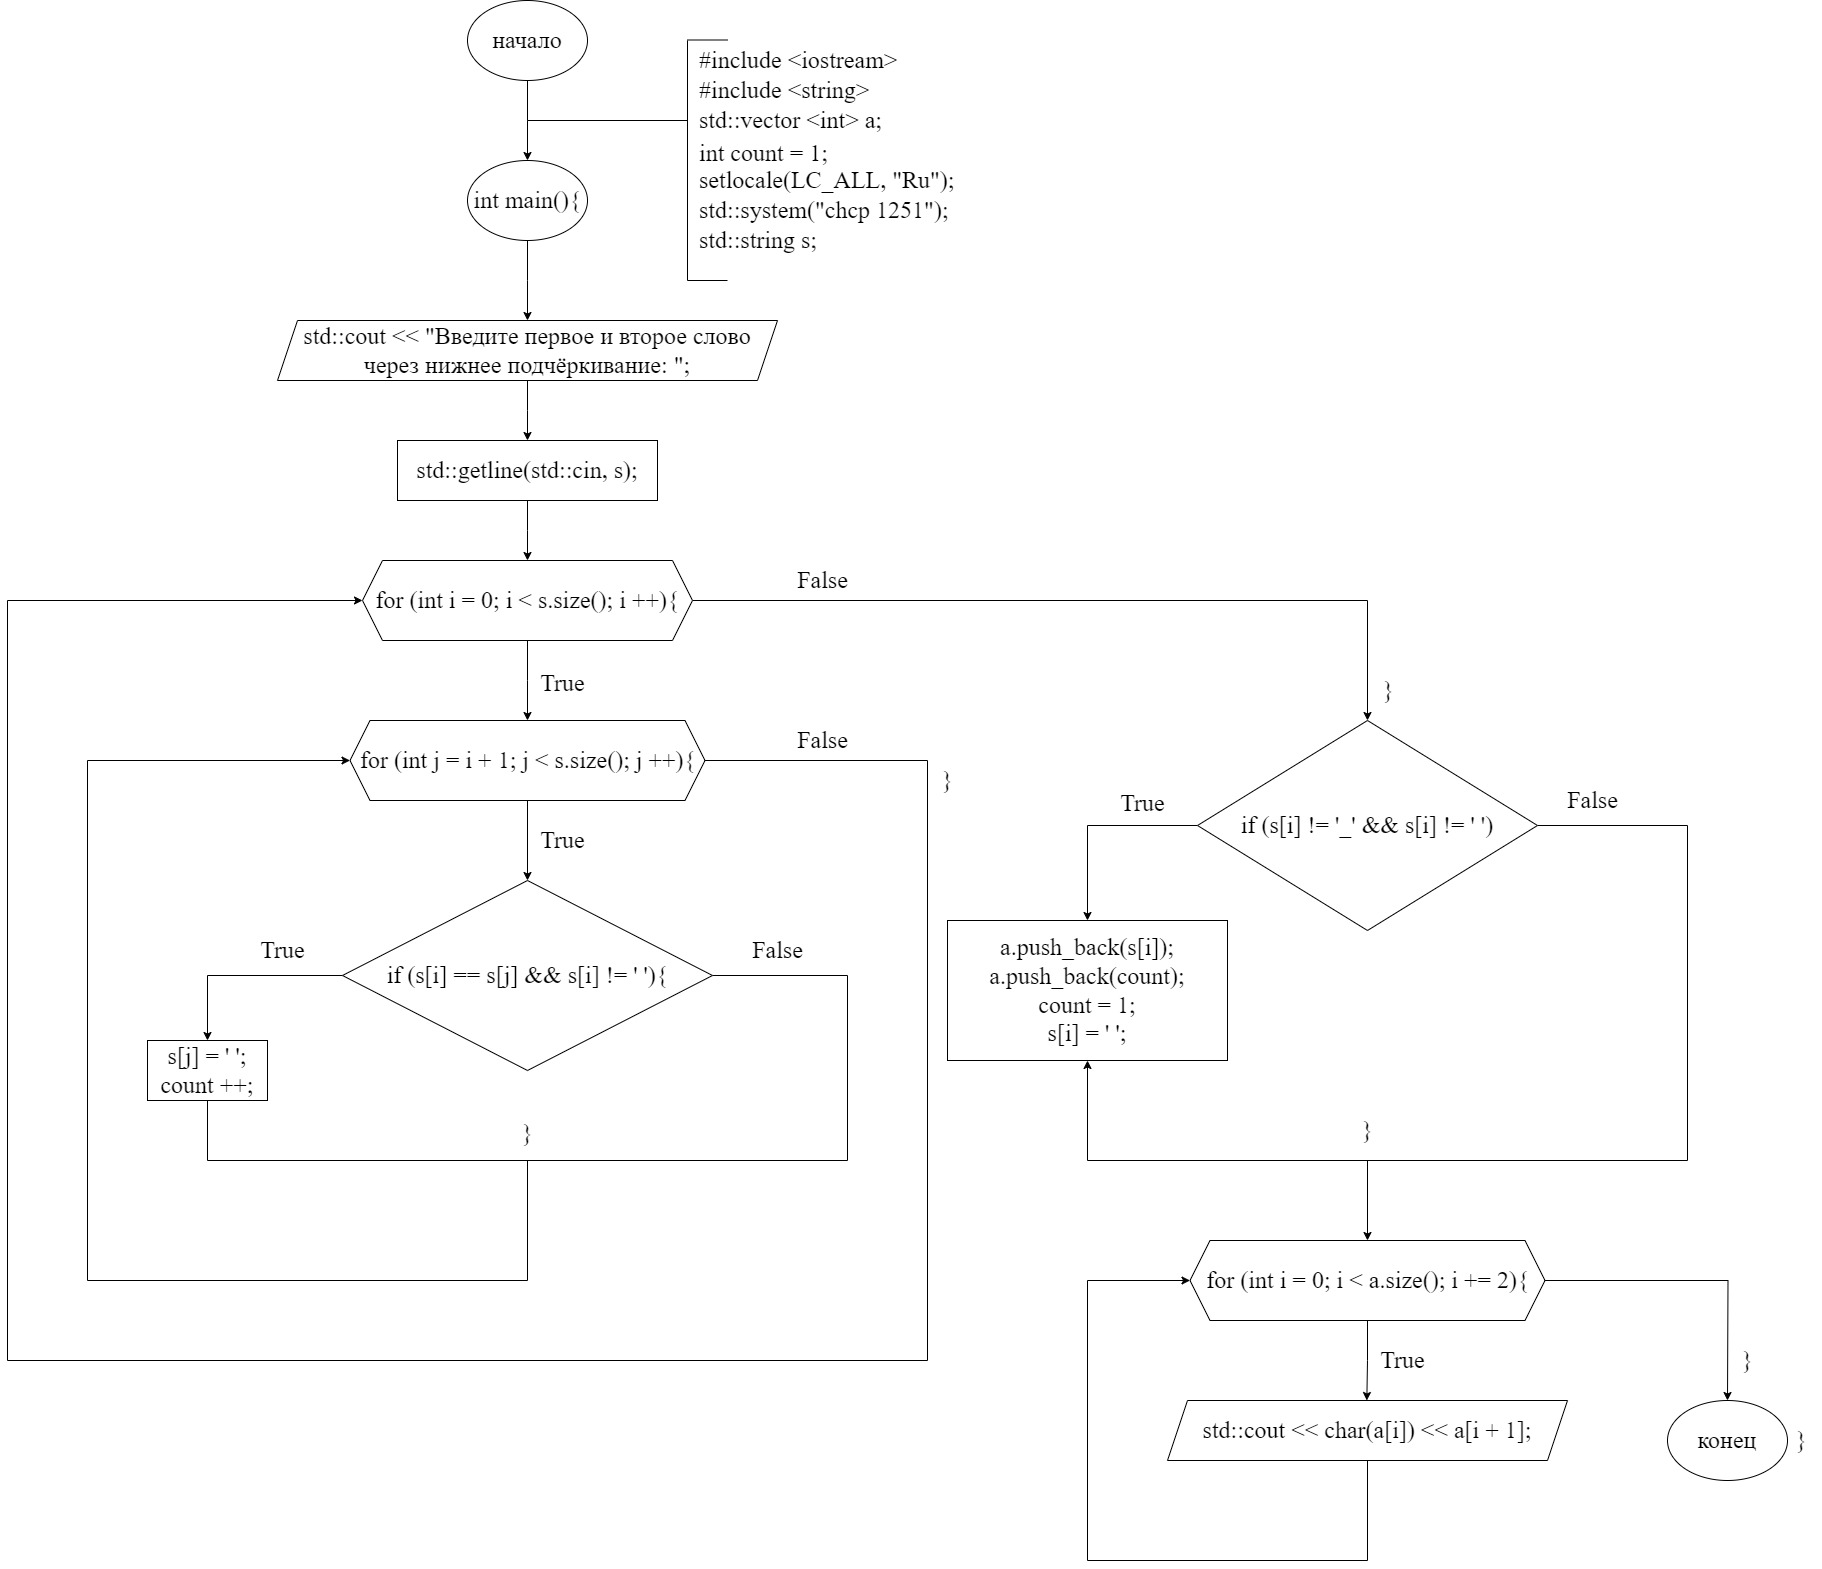 начало
#include <iostream>
#include <string>
std::vector <int> a;
int count = 1;
setlocale(LC_ALL, "Ru");
std::system("chcp 1251");
std::string s;
int main(){
std::cout << "Введите первое и второе слово
через нижнее подчёркивание: ";
std::getline(std::cin, s);
for (int i = 0; i < s.size(); i ++){
False
True
}
for (int j = i + 1; j < s.size(); j ++){
False
}
True
if (s[i] == s[j] && s[i] != ' '){
True
False
s[j] = ' ';
count ++;
}
if (s[i] != '_' && s[i] != ' ')
True
False
a.push_back(s[i]);
a.push_back(count);
count = 1;
s[i] = ' ';
}
for (int i = 0; i < a.size(); i += 2){
True
}
std::cout << char(a[i]) << a[i + 1];
конец
}